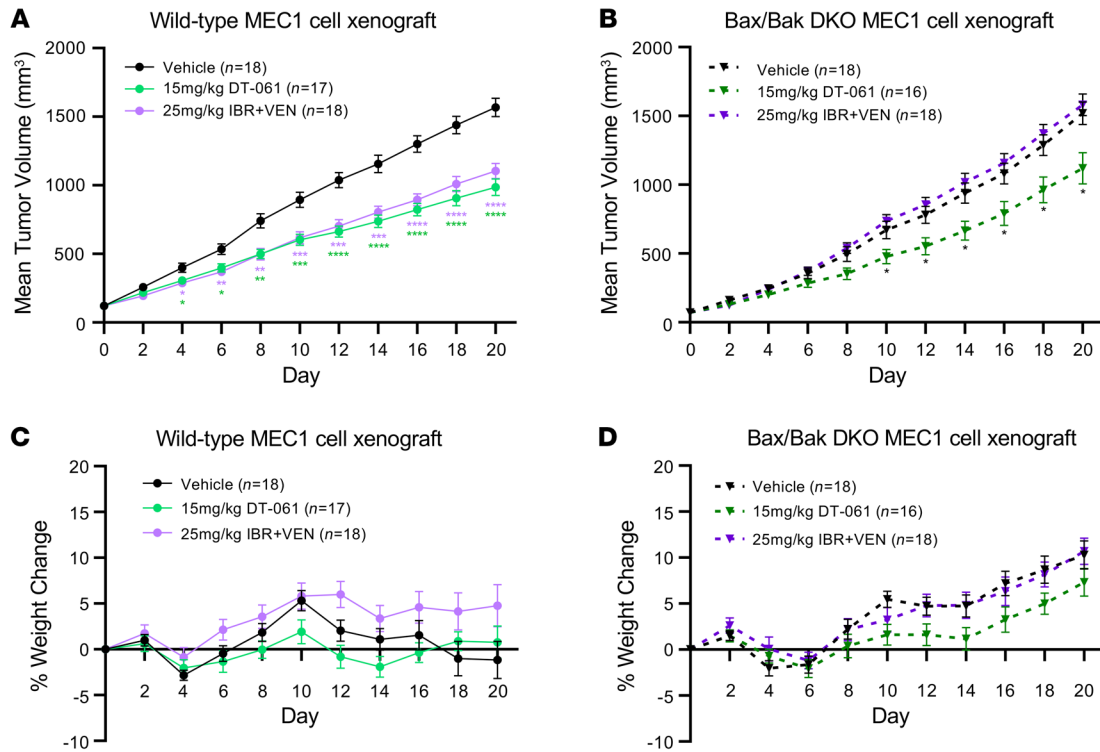 A
Wild-type MEC1 cell xenograft
Mean Tumor Volume (mm³)
2000
1500
1000
500
0
Vehicle (n=18)
15mg/kg DT-061 (n=17)
25mg/kg IBR+VEN (n=18)
* ** ** *** *** *** **** **** ****
* * ** *** **** **** **** **** ****
0 2 4 6 8 10 12 14 16 18 20
Day
B
Bax/Bak DKO MEC1 cell xenograft
Mean Tumor Volume (mm³)
2000
1500
1000
500
0
Vehicle (n=18)
15mg/kg DT-061 (n=16)
25mg/kg IBR+VEN (n=18)
* * * * * *
0 2 4 6 8 10 12 14 16 18 20
Day
C
Wild-type MEC1 cell xenograft
% Weight Change
20
15
10
5
0
-5
-10
Vehicle (n=18)
15mg/kg DT-061 (n=17)
25mg/kg IBR+VEN (n=18)
2 4 6 8 10 12 14 16 18 20
Day
D
Bax/Bak DKO MEC1 cell xenograft
% Weight Change
20
15
10
5
0
-5
-10
Vehicle (n=18)
15mg/kg DT-061 (n=16)
25mg/kg IBR+VEN (n=18)
2 4 6 8 10 12 14 16 18 20
Day